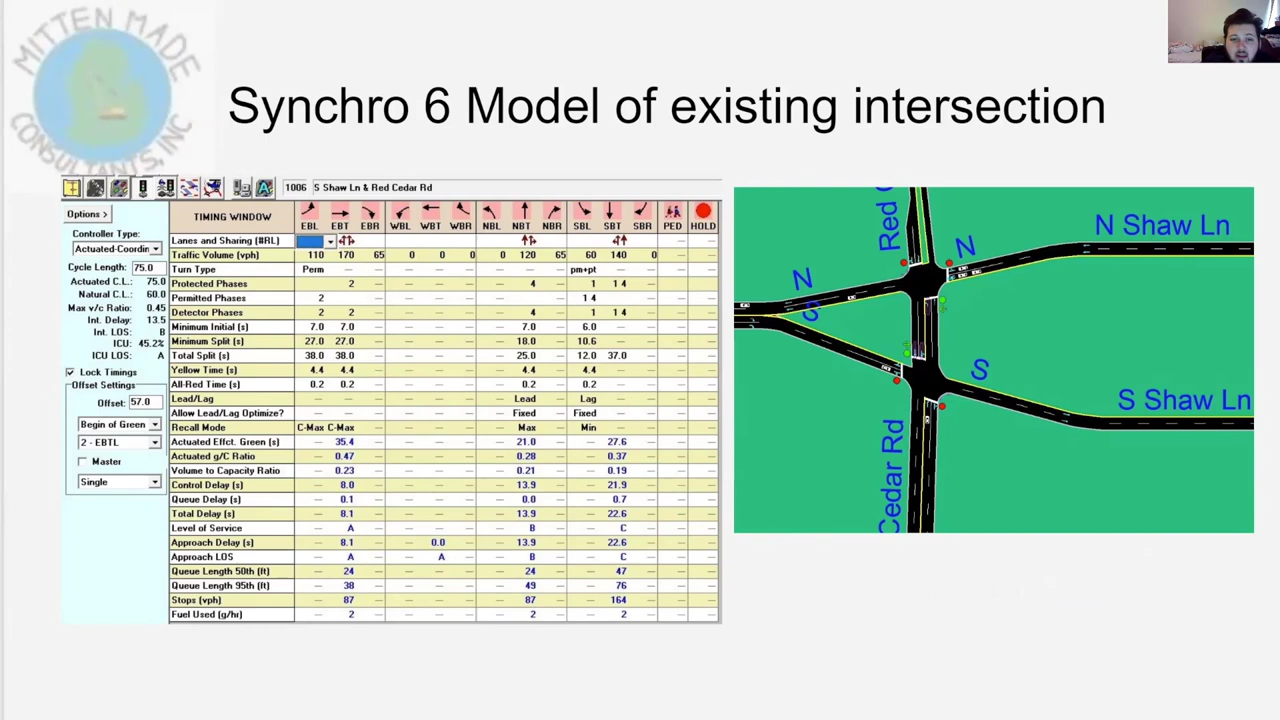 MITTEN MADE
CONSULTANTS, INC
Synchro 6 Model of existing intersection
1006 S Shaw Ln & Red Cedar Rd
Options >
Controller Type:
Actuated-Coordin
Cycle Length: 75.0
Actuated C.L.: 75.0
Natural C.L.: 60.0
Max v/c Ratio: 0.45
Int. Delay: 13.5
Int. LOS: B
ICU: 45.2%
ICU LOS: A
Lock Timings
Offset Settings
Offset: 57.0
Begin of Green
2 - EBTL
Master
Single
TIMING WINDOW EBL EBT EBR WBL WBT WBR NBL NBT NBR SBL SBT SBR PED HOLD
Lanes and Sharing (#RL) — —
Traffic Volume (vph) 110 170 65 0 0 0 0 120 65 60 140 0 — —
Turn Type Perm — — — — — pm+pt — — —
Protected Phases 2 — — — — 4 — 1 1 4 — — —
Permitted Phases 2 — — — — — — 1 4 — — —
Detector Phases 2 2 — — — — — 4 — 1 1 4 — — —
Minimum Initial (s) 7.0 7.0 — — — — — 7.0 — 6.0 — — — —
Minimum Split (s) 27.0 27.0 — — — — — 18.0 — 10.6 — — — —
Total Split (s) 38.0 38.0 — — — — — 25.0 — 12.0 37.0 — — —
Yellow Time (s) 4.4 4.4 — — — — — 4.4 — 4.4 — — — —
All-Red Time (s) 0.2 0.2 — — — — — 0.2 — 0.2 — — — —
Lead/Lag — — — — — — — Lead — Lag — — — —
Allow Lead/Lag Optimize? — — — — — — — Fixed — Fixed — — — —
Recall Mode C-Max C-Max — — — — — Max — Min — — — —
Actuated Effct. Green (s) — 35.4 — — — — — 21.0 — — 27.6 — — —
Actuated g/C Ratio — 0.47 — — — — — 0.28 — — 0.37 — — —
Volume to Capacity Ratio — 0.23 — — — — — 0.21 — — 0.19 — — —
Control Delay (s) — 8.0 — — — — — 13.9 — — 21.9 — — —
Queue Delay (s) — 0.1 — — — — — 0.0 — — 0.7 — — —
Total Delay (s) — 8.1 — — — — — 13.9 — — 22.6 — — —
Level of Service — A — — — — — B — — C — — —
Approach Delay (s) — 8.1 — — 0.0 — — 13.9 — — 22.6 — — —
Approach LOS — A — — A — — B — — C — — —
Queue Length 50th (ft) — 24 — — — — — 24 — — 47 — — —
Queue Length 95th (ft) — 38 — — — — — 49 — — 76 — — —
Stops (vph) — 87 — — — — — 87 — — 164 — — —
Fuel Used (g/hr) — 2 — — — — — 2 — — 2 — — —
Red
N
N Shaw Ln
N
S
S
S Shaw Ln
Cedar Rd